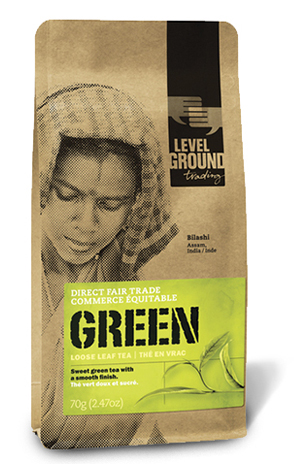 LEVEL
GROUND
trading
Bilashi
Assam,
India / Inde
DIRECT FAIR TRADE
COMMERCE ÉQUITABLE
GREEN
LOOSE LEAF TEA | THÉ EN VRAC
Sweet green tea with
a smooth finish.
Thé vert doux et sucré.
70g (2.47oz)